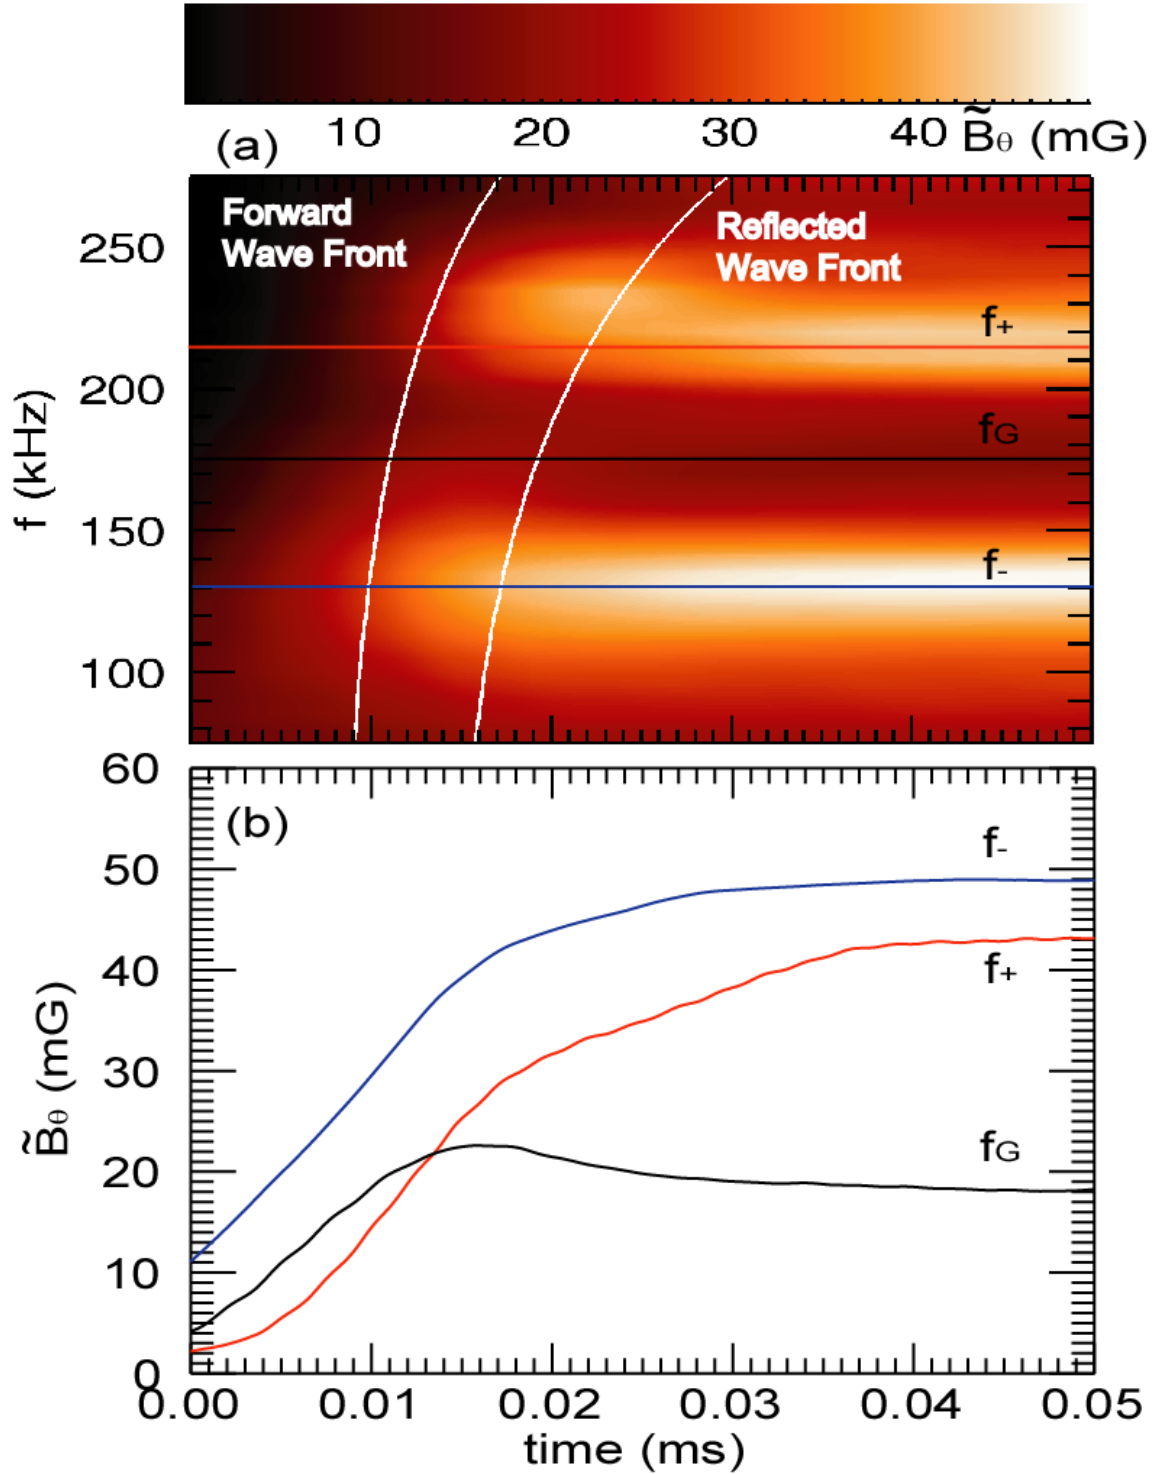 10 20 30 40 B̃θ (mG)
(a)
Forward
Wave Front
Reflected
Wave Front
250
f+
200
fG
f (kHz)
150
f-
100
60
(b)
50
f-
40
f+
30
B̃θ (mG)
20
fG
10
0
0.00 0.01 0.02 0.03 0.04 0.05
time (ms)